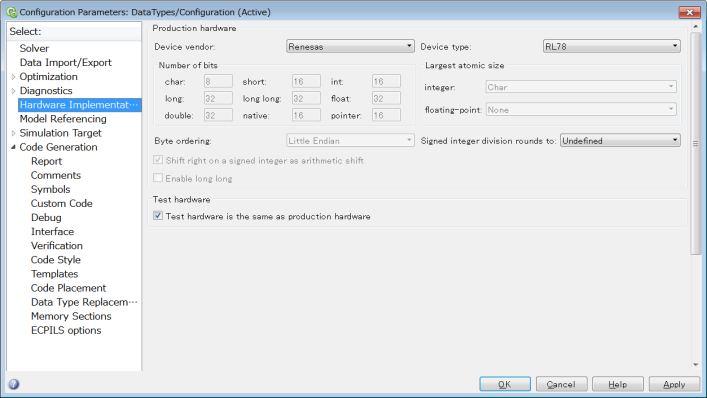 Configuration Parameters: DataTypes/Configuration (Active)
Select:
Solver
Data Import/Export
Optimization
Diagnostics
Hardware Implementat···
Model Referencing
Simulation Target
Code Generation
Report
Comments
Symbols
Custom Code
Debug
Interface
Verification
Code Style
Templates
Code Placement
Data Type Replacem···
Memory Sections
ECPILS options
Production hardware
Device vendor: Renesas Device type: RL78
Number of bits
char: 8 short: 16 int: 16
long: 32 long long: 32 float: 32
double: 32 native: 16 pointer: 16
Largest atomic size
integer: Char
floating-point: None
Byte ordering: Little Endian Signed integer division rounds to: Undefined
Shift right on a signed integer as arithmetic shift
Enable long long
Test hardware
Test hardware is the same as production hardware
OK Cancel Help Apply